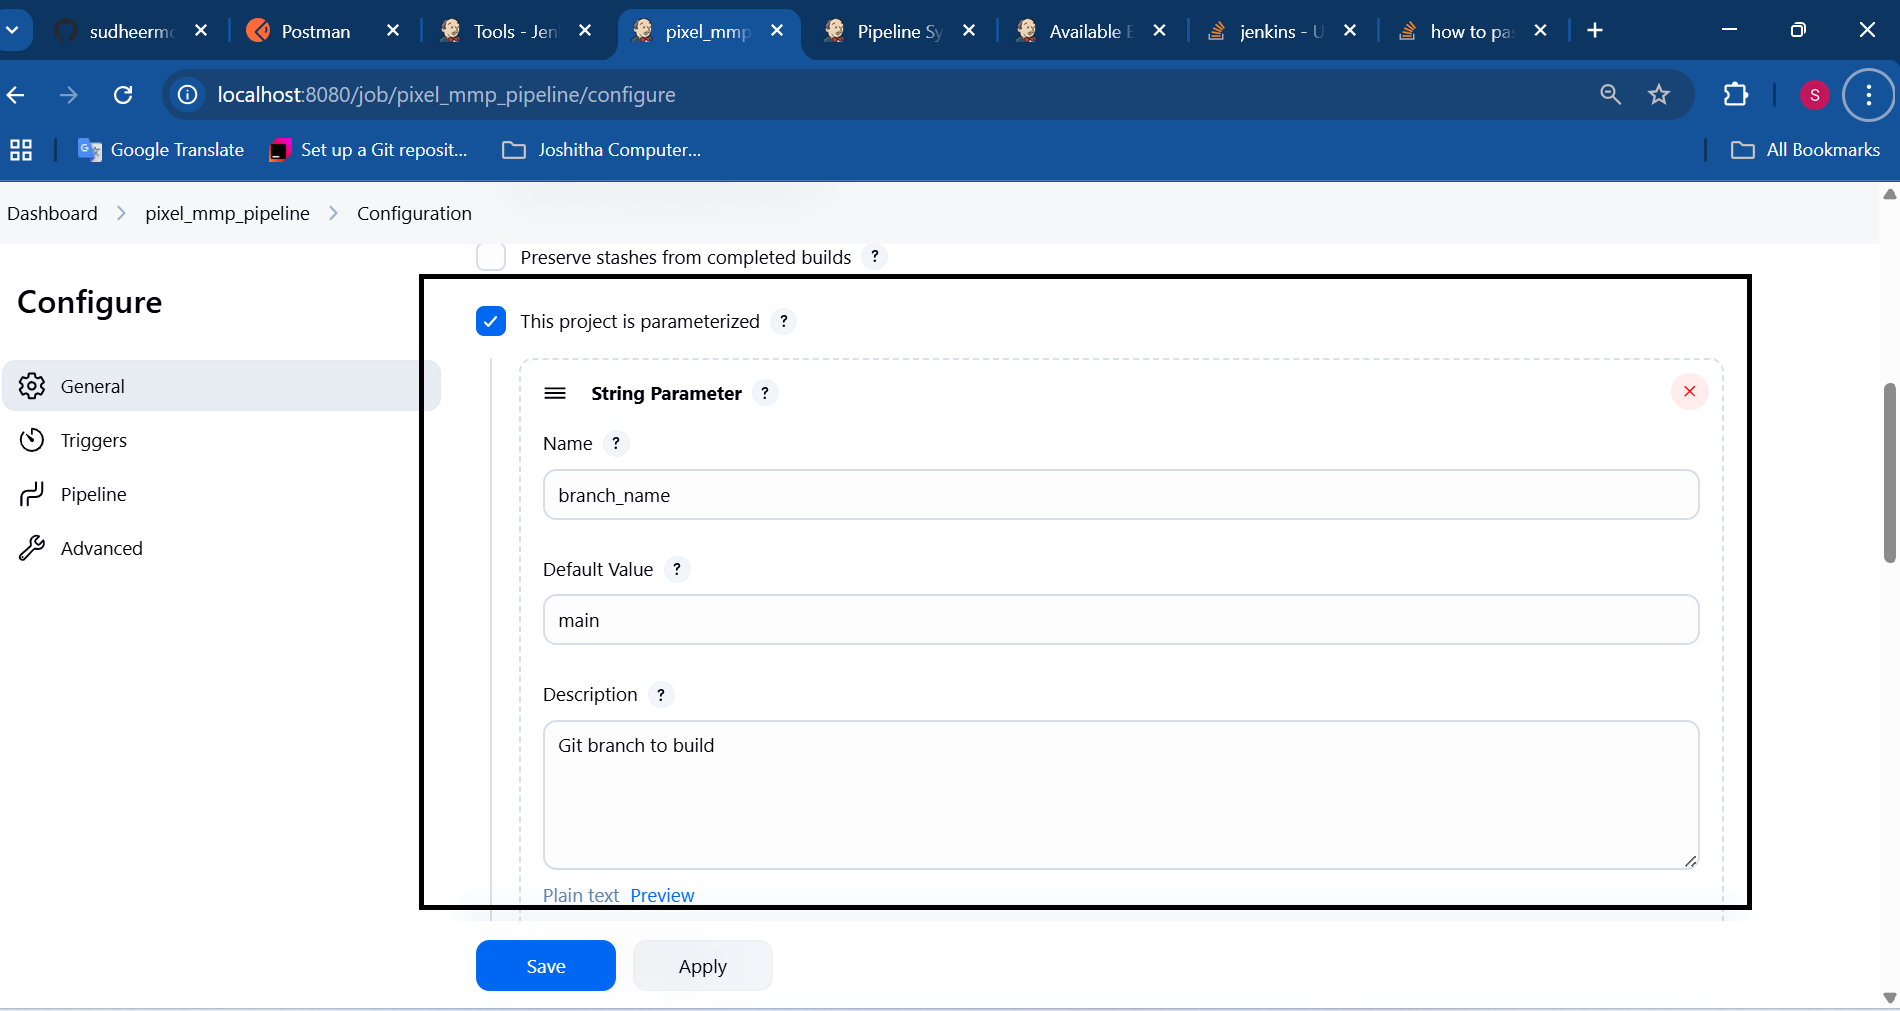 sudheermo
Postman
Tools - Jen
pixel_mmp
Pipeline Sy
Available
jenkins - U
how to pa
localhost:8080/job/pixel_mmp_pipeline/configure
S
Google Translate
Set up a Git reposit...
Joshitha Computer...
All Bookmarks
Dashboard
pixel_mmp_pipeline
Configuration
Preserve stashes from completed builds ?
Configure
This project is parameterized ?
General
String Parameter ?
Triggers
Name ?
Pipeline
branch_name
Advanced
Default Value ?
main
Description ?
Git branch to build
Plain text Preview
Save
Apply